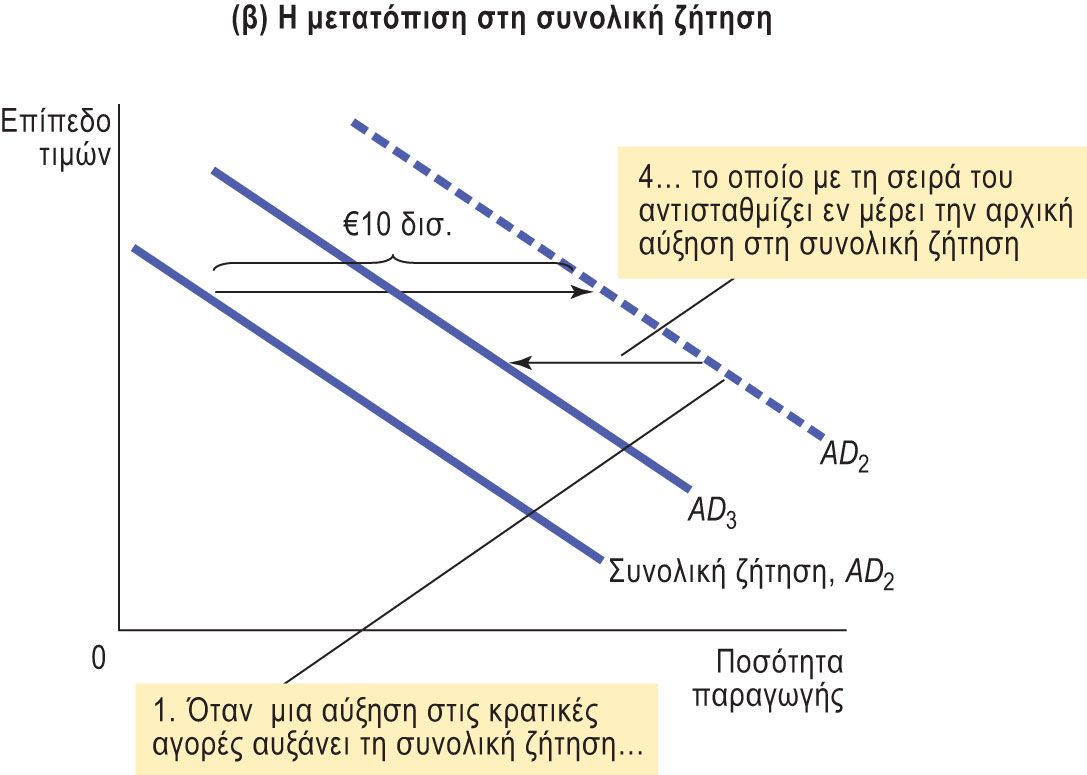 (β) Η μετατόπιση στη συνολική ζήτηση
Επίπεδο
τιμών
€10 δισ.
4... το οποίο με τη σειρά του
αντισταθμίζει εν μέρει την αρχική
αύξηση στη συνολική ζήτηση
AD2
AD3
Συνολική ζήτηση, AD2
0
Ποσότητα
παραγωγής
1. Όταν μια αύξηση στις κρατικές
αγορές αυξάνει τη συνολική ζήτηση...